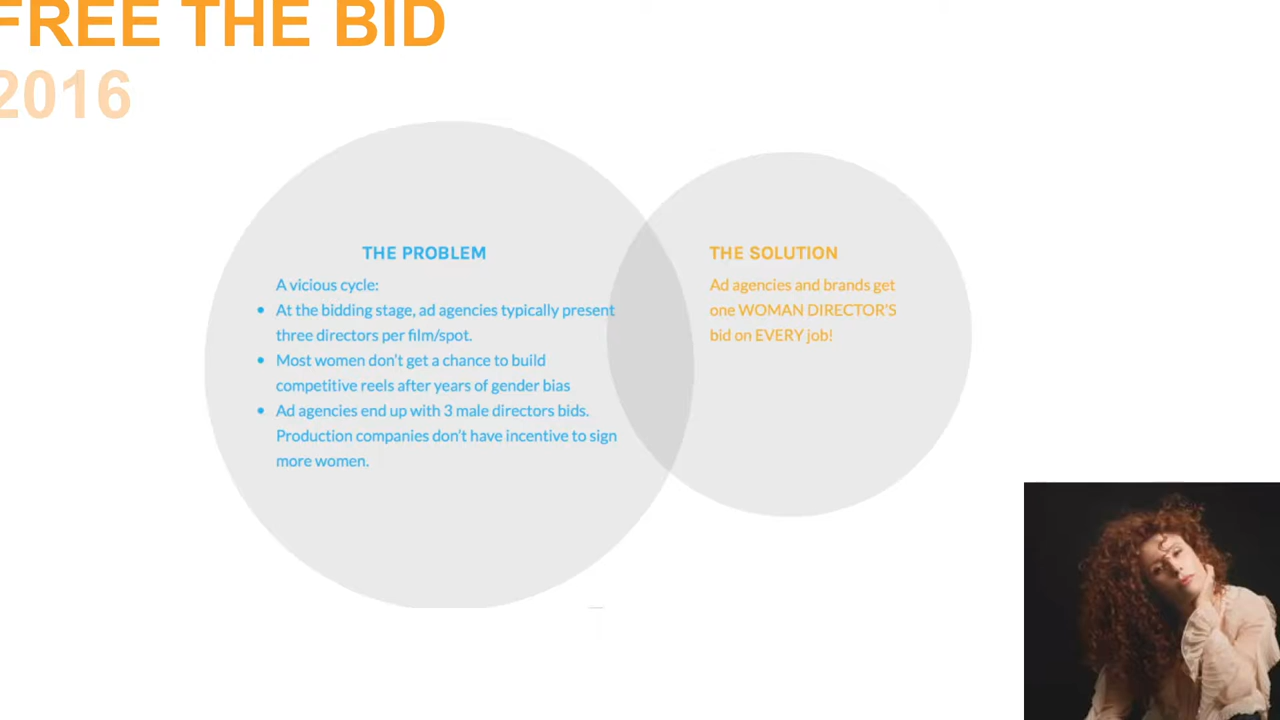 FREE THE BID
2016
THE PROBLEM
A vicious cycle:
• At the bidding stage, ad agencies typically present
three directors per film/spot.
• Most women don't get a chance to build
competitive reels after years of gender bias
• Ad agencies end up with 3 male directors bids.
Production companies don't have incentive to sign
more women.
THE SOLUTION
Ad agencies and brands get
one WOMAN DIRECTOR'S
bid on EVERY job!